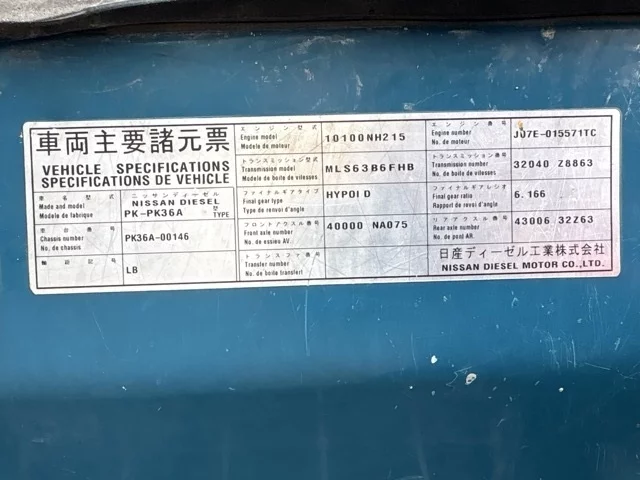 車両主要諸元票
VEHICLE SPECIFICATIONS
SPECIFICATIONS DE VEHICLE
車名型式
Made and model
Modele de fabrique
ニッサンディーゼル
NISSAN DIESEL
PK-PK36A 型 TYPE
車台番号
Chassis number
No. de chassis
PK36A-00146
LB
エンジン型式
Engine model
Modele de moteur
10100NH215
トランスミッション型式
Transmission model
Modele de boite de vitesses
MLS63B6FHB
ファイナルギアタイプ
Final gear type
Type de renvoi d'angle
HYPOID
フロントアクスル番号
Front axle number
No. de essieu AV.
40000 NA075
トランスファ番号
Transfer number
No. de boite transfert
エンジン番号
Engine number
No. de moteur
J07E-015571TC
トランスミッション番号
Transmission number
No. de boite de vitesses
32040 Z8863
ファイナルギアレシオ
Final gear ratio
Rapport de revoi d'angle
6.166
リアアクスル番号
Rear axle number
No. de pont AR.
43006 32Z63
日産ディーゼル工業株式会社
NISSAN DIESEL MOTOR CO.,LTD.